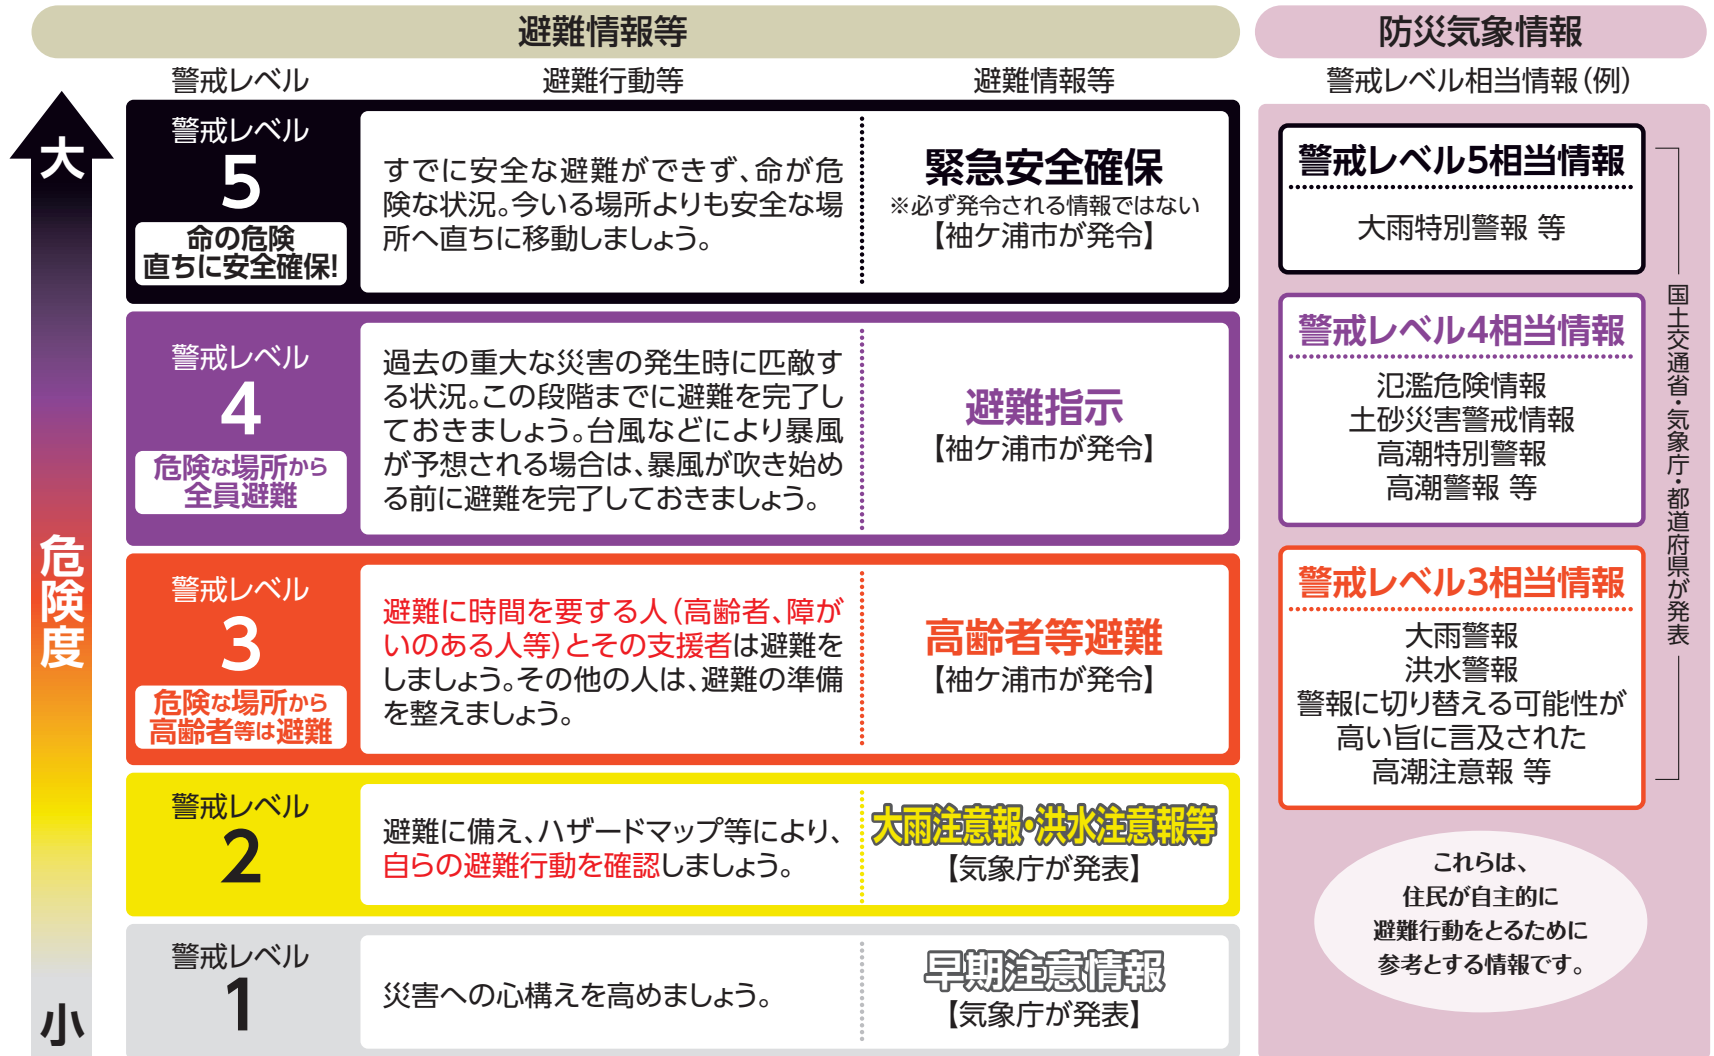 避難情報等
防災気象情報
警戒レベル
避難行動等
避難情報等
警戒レベル相当情報(例)
大
危険度
小
警戒レベル
5
命の危険
直ちに安全確保!
すでに安全な避難ができず、命が危
険な状況。今いる場所よりも安全な場
所へ直ちに移動しましょう。
緊急安全確保
※必ず発令される情報ではない
【袖ケ浦市が発令】
警戒レベル
4
危険な場所から
全員避難
過去の重大な災害の発生時に匹敵す
る状況。この段階までに避難を完了し
ておきましょう。台風などにより暴風
が予想される場合は、暴風が吹き始め
る前に避難を完了しておきましょう。
避難指示
【袖ケ浦市が発令】
警戒レベル
3
危険な場所から
高齢者等は避難
避難に時間を要する人(高齢者、障が
いのある人等)とその支援者は避難を
しましょう。その他の人は、避難の準備
を整えましょう。
高齢者等避難
【袖ケ浦市が発令】
警戒レベル
2
避難に備え、ハザードマップ等により、
自らの避難行動を確認しましょう。
大雨注意報・洪水注意報等
【気象庁が発表】
警戒レベル
1
災害への心構えを高めましょう。
早期注意情報
【気象庁が発表】
警戒レベル5相当情報
大雨特別警報 等
警戒レベル4相当情報
氾濫危険情報
土砂災害警戒情報
高潮特別警報
高潮警報 等
警戒レベル3相当情報
大雨警報
洪水警報
警報に切り替える可能性が
高い旨に言及された
高潮注意報 等
国土交通省・気象庁・都道府県が発表
これらは、
住民が自主的に
避難行動をとるために
参考とする情報です。